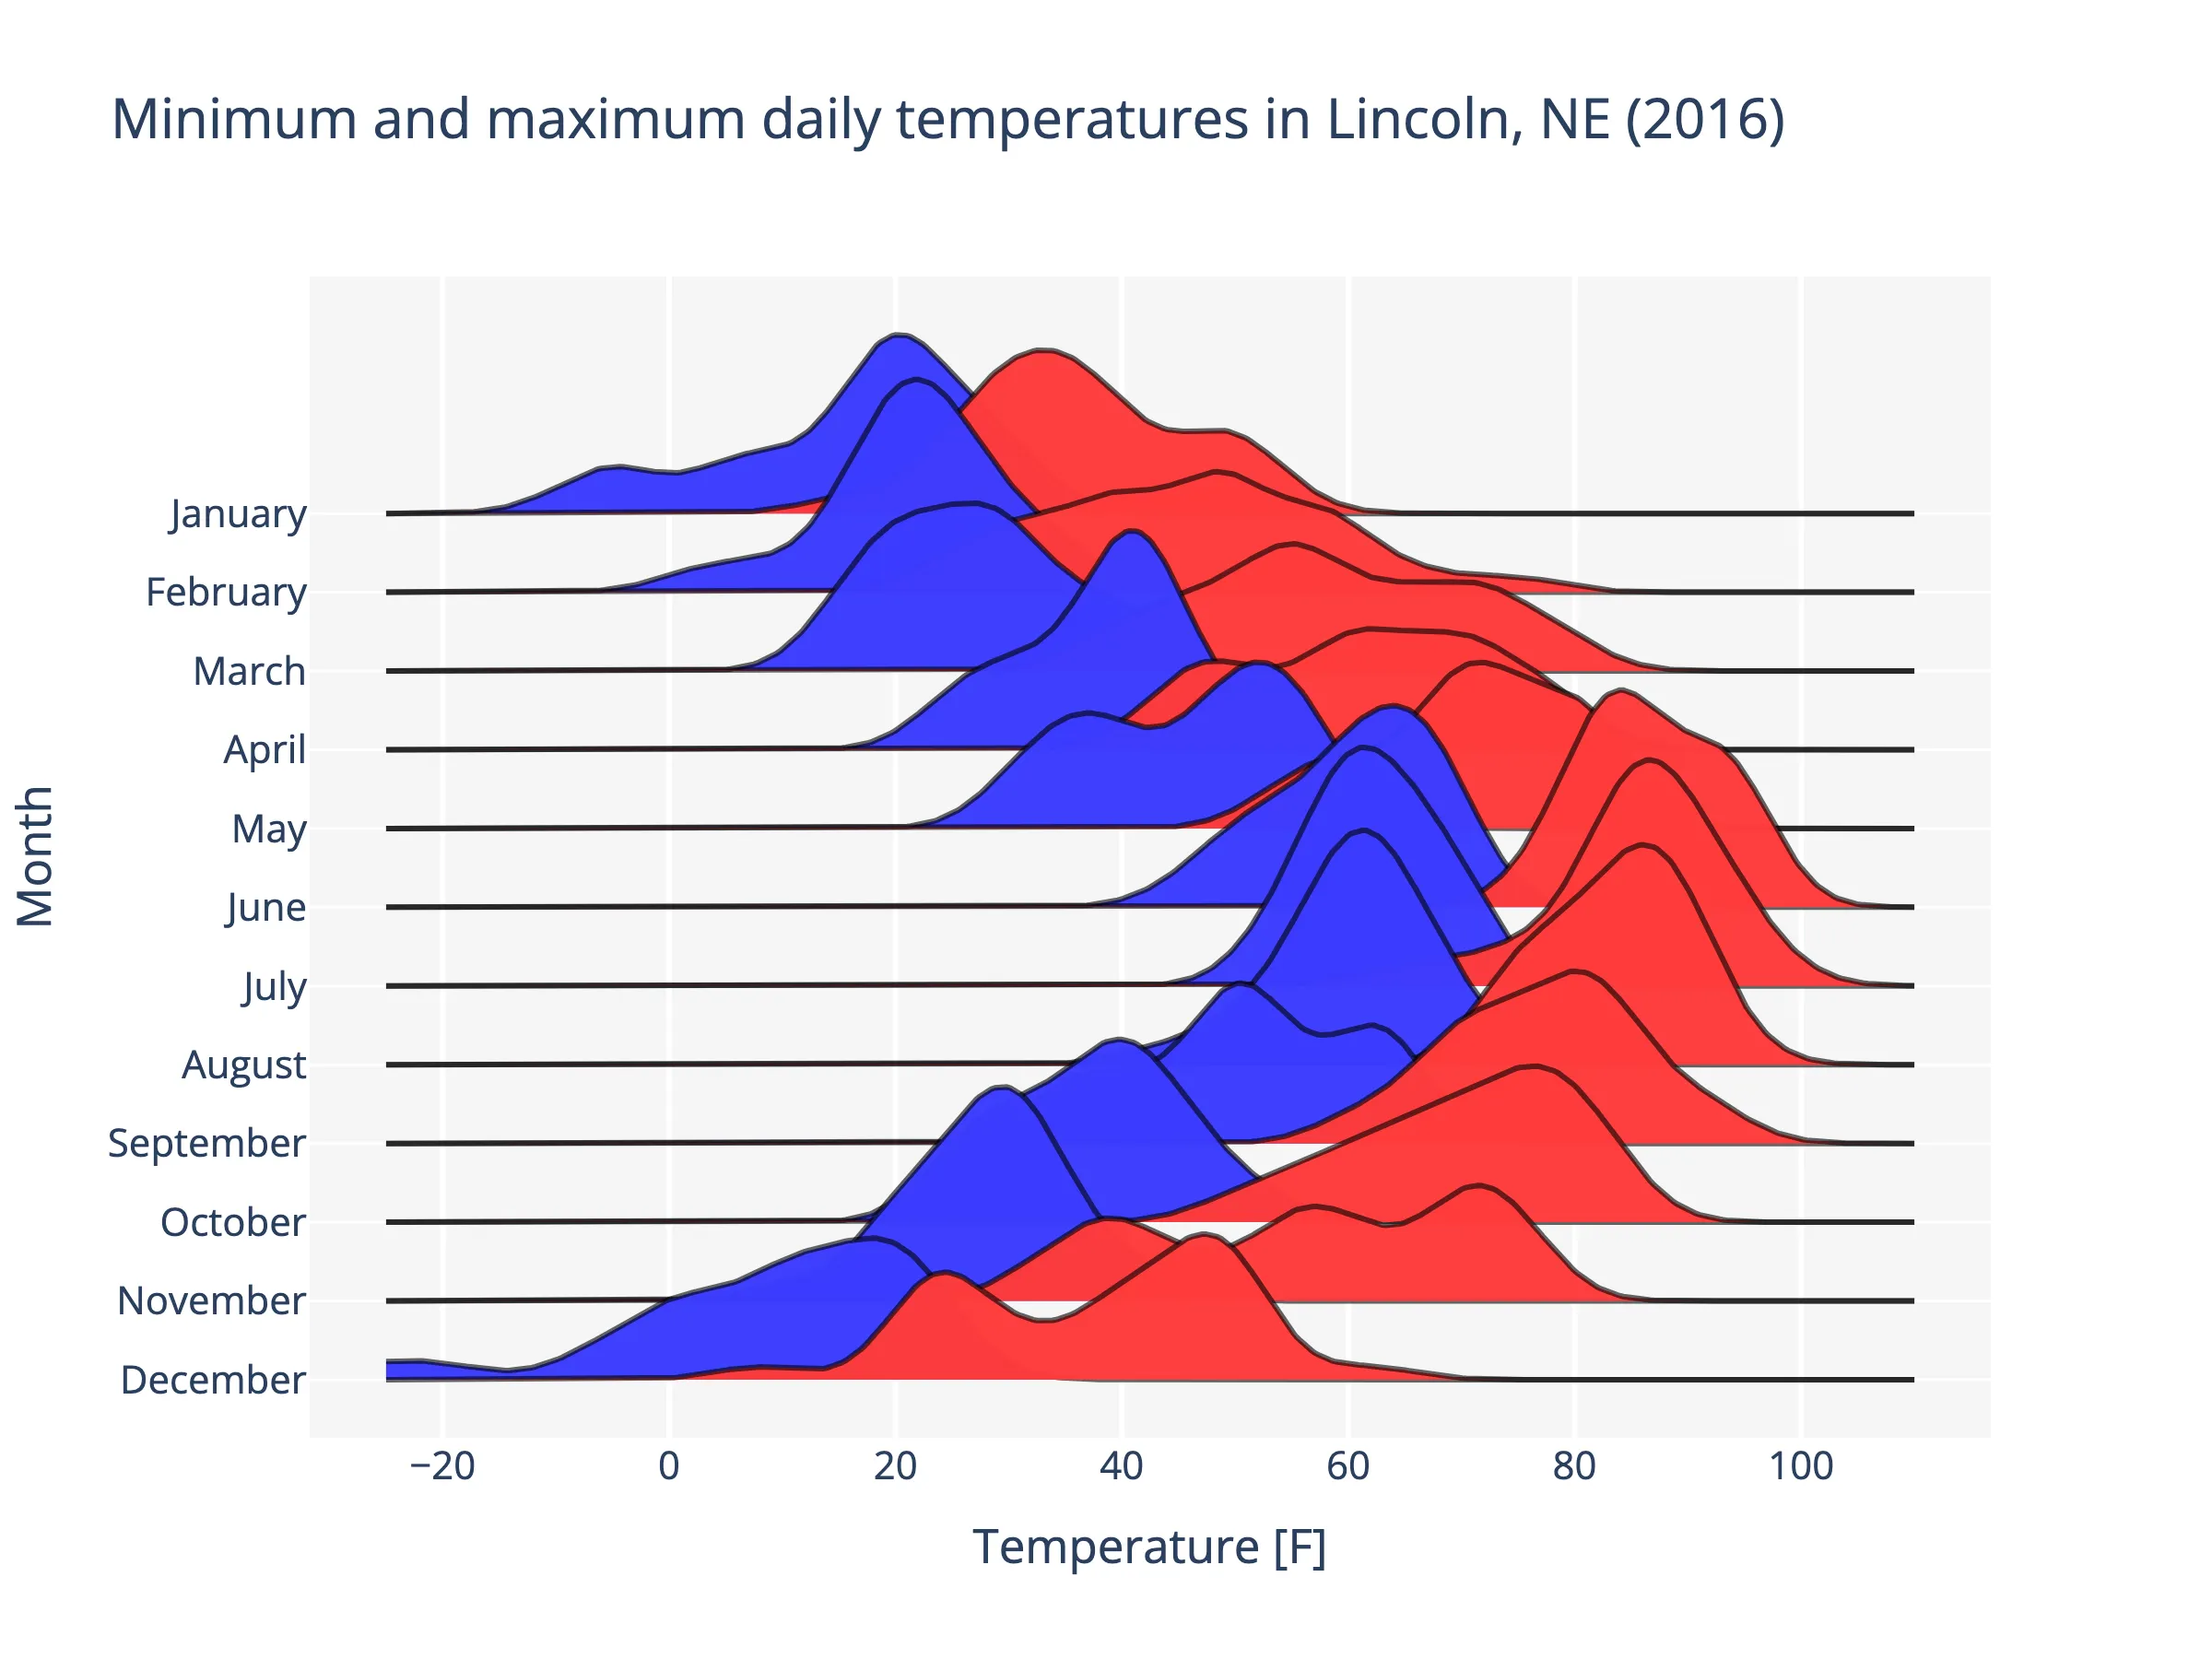 Minimum and maximum daily temperatures in Lincoln, NE (2016)
January
February
March
April
May
June
July
August
September
October
November
December
Month
−20 0 20 40 60 80 100
Temperature [F]